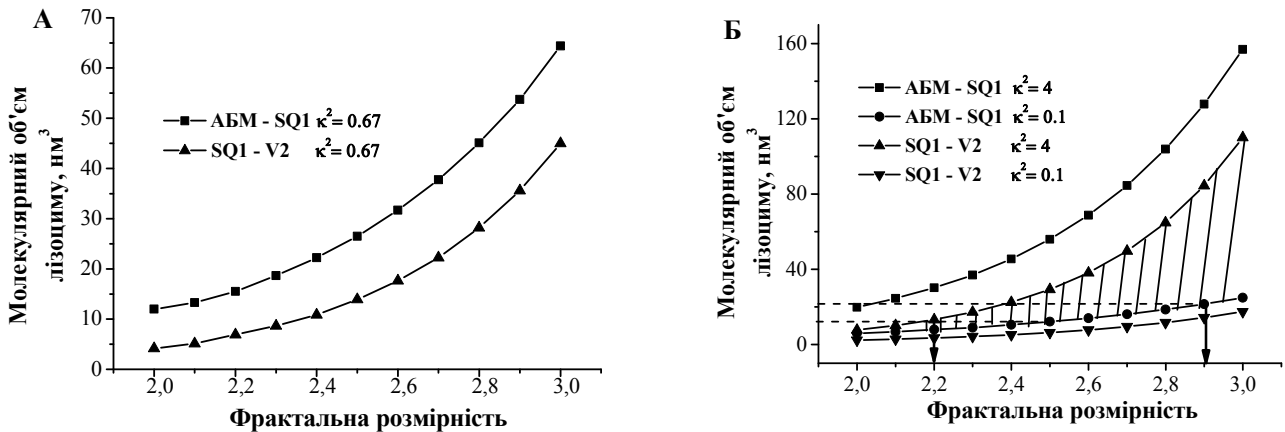 А
Молекулярний об'єм
лізоциму, нм³
70
60
50
40
30
20
10
0
АБМ - SQ1 κ²= 0.67
SQ1 - V2 κ²= 0.67
2,0 2,2 2,4 2,6 2,8 3,0
Фрактальна розмірність
Б
Молекулярний об'єм
лізоциму, нм³
160
120
80
40
0
АБМ - SQ1 κ²= 4
АБМ - SQ1 κ²= 0.1
SQ1 - V2 κ²= 4
SQ1 - V2 κ²= 0.1
2,0 2,2 2,4 2,6 2,8 3,0
Фрактальна розмірність